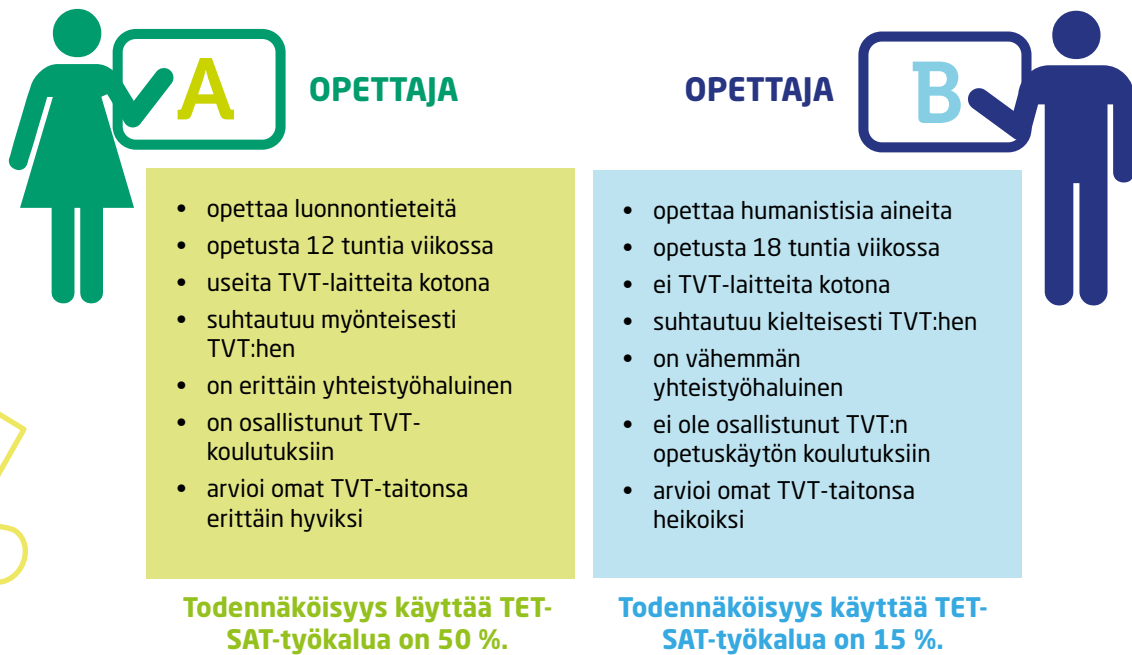 A
OPETTAJA
• opettaa luonnontieteitä
• opetusta 12 tuntia viikossa
• useita TVT-laitteita kotona
• suhtautuu myönteisesti
TVT:hen
• on erittäin yhteistyöhaluinen
• on osallistunut TVT-
koulutuksiin
• arvioi omat TVT-taitonsa
erittäin hyviksi
Todennäköisyys käyttää TET-
SAT-työkalua on 50 %.
OPETTAJA
B
• opettaa humanistisia aineita
• opetusta 18 tuntia viikossa
• ei TVT-laitteita kotona
• suhtautuu kielteisesti TVT:hen
• on vähemmän
yhteistyöhaluinen
• ei ole osallistunut TVT:n
opetuskäytön koulutuksiin
• arvioi omat TVT-taitonsa
heikoiksi
Todennäköisyys käyttää TET-
SAT-työkalua on 15 %.